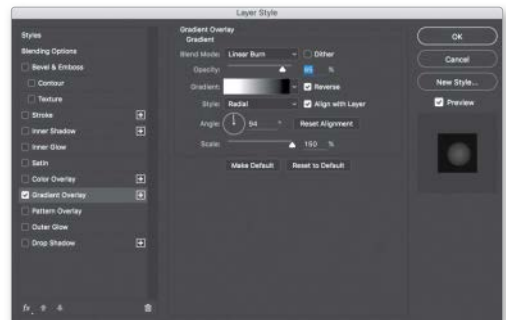 Layer Style
Styles
Blending Options
Bevel & Emboss
Contour
Texture
Stroke
Inner Shadow
Inner Glow
Satin
Color Overlay
Gradient Overlay
Pattern Overlay
Outer Glow
Drop Shadow
fx
Gradient Overlay
Gradient
Blend Mode: Linear Burn Dither
Opacity: %
Gradient: Reverse
Style: Radial Align with Layer
Angle: 94 ° Reset Alignment
Scale: 150 %
Make Default Reset to Default
OK
Cancel
New Style...
Preview